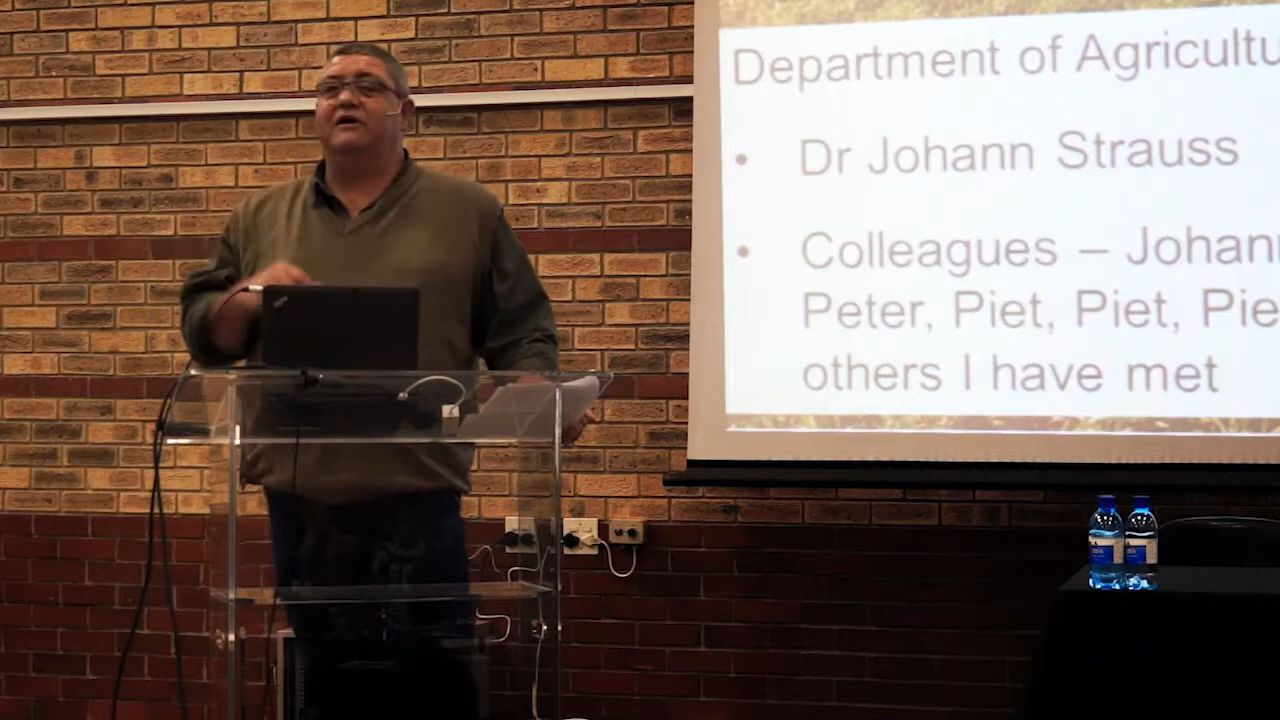 Department of Agricultu
• Dr Johann Strauss
• Colleagues – Johan
Peter, Piet, Piet, Pie
others I have met